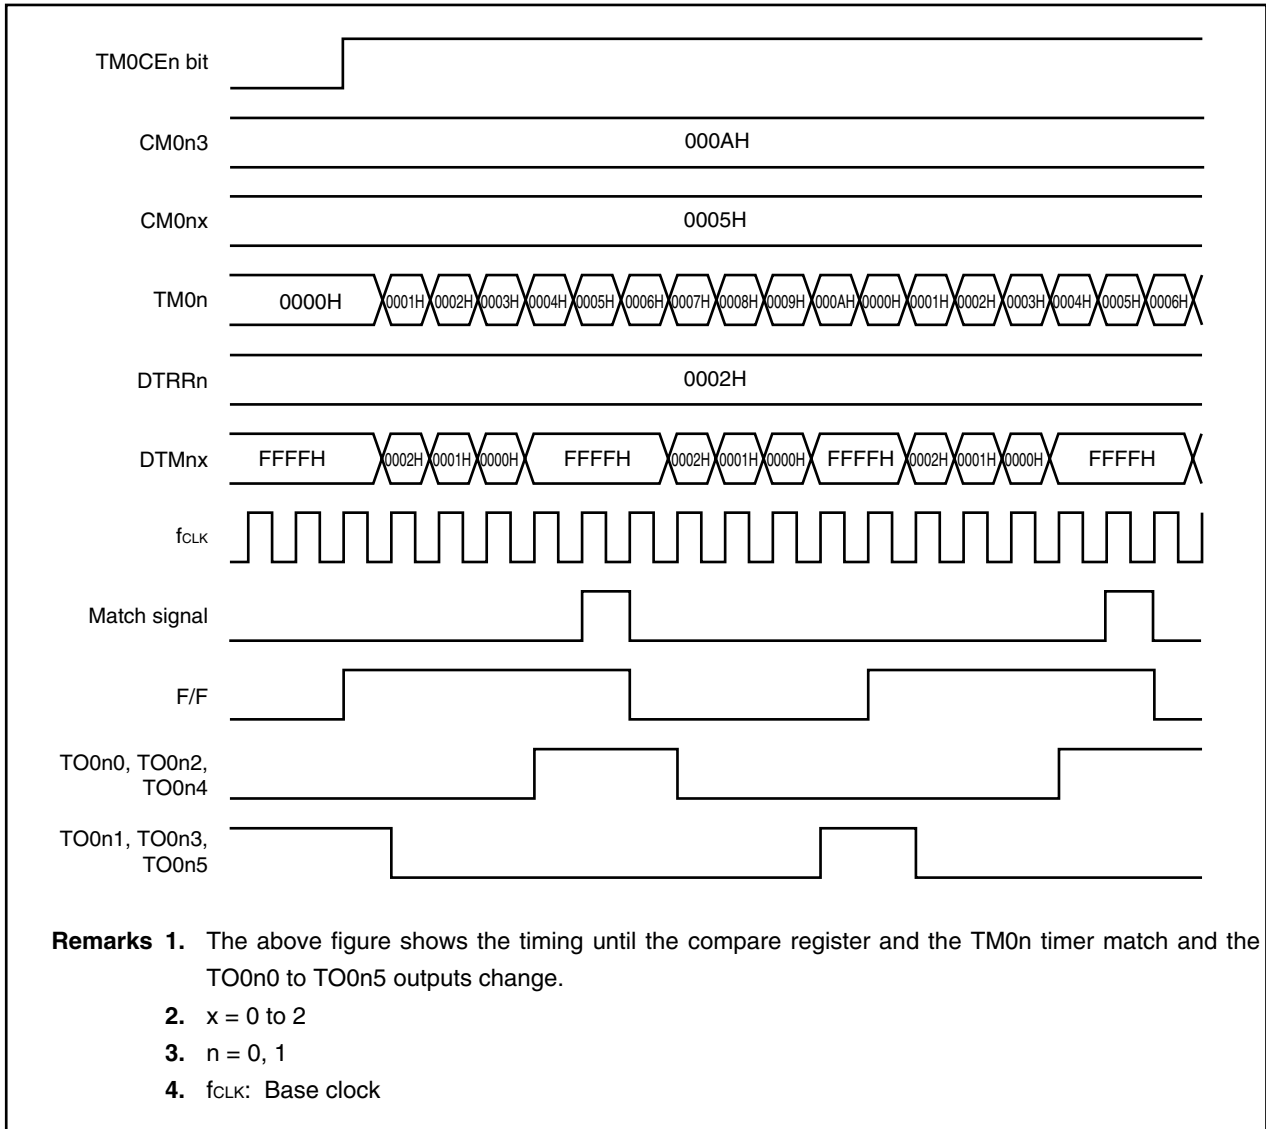 TM0CEn bit
CM0n3 000AH
CM0nx 0005H
TM0n 0000H 0001H 0002H 0003H 0004H 0005H 0006H 0007H 0008H 0009H 000AH 0000H 0001H 0002H 0003H 0004H 0005H 0006H
DTRRn 0002H
DTMnx FFFFH 0002H 0001H 0000H FFFFH 0002H 0001H 0000H FFFFH 0002H 0001H 0000H FFFFH
fCLK
Match signal
F/F
TO0n0, TO0n2,
TO0n4
TO0n1, TO0n3,
TO0n5
Remarks 1. The above figure shows the timing until the compare register and the TM0n timer match and the
TO0n0 to TO0n5 outputs change.
2. x = 0 to 2
3. n = 0, 1
4. fCLK: Base clock